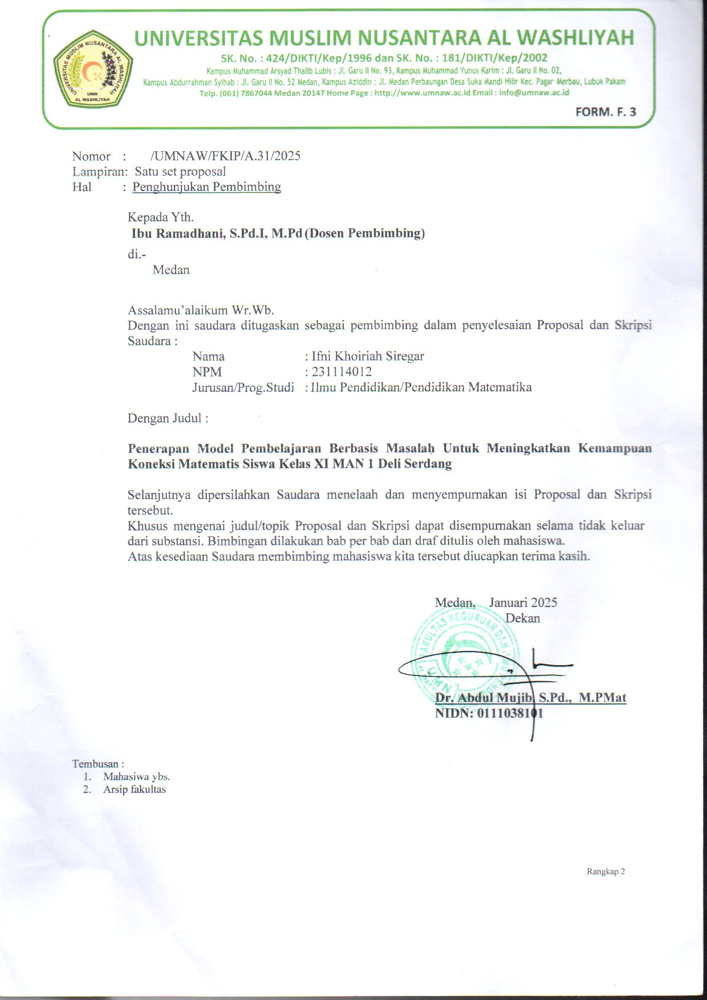 UNIVERSITAS MUSLIM NUSANTARA AL WASHLIYAH
SK. No. : 424/DIKTI/Kep/1996 dan SK. No. : 181/DIKTI/Kep/2002
Kampus Muhammad Arsyad Thalib Lubis : Jl. Garu II No. 93, Kampus Muhammad Yunus Karim : Jl. Garu II No. 02,
Kampus Abdurrahman Syihab : Jl. Garu II No. 52 Medan, Kampus Aziddin : Jl. Medan Perbaungan Desa Suka Mandi Hilir Kec. Pagar Merbau, Lubuk Pakam
Telp. (061) 7867044 Medan 20147 Home Page : http://www.umnaw.ac.id Email : info@umnaw.ac.id
FORM. F. 3
UNIVERSITAS MUSLIM NUSANTARA AL WASHLIYAH
UMN
AL WASHLIYAH
Nomor : /UMNAW/FKIP/A.31/2025
Lampiran: Satu set proposal
Hal : Penghunjukan Pembimbing
Kepada Yth.
Ibu Ramadhani, S.Pd.I, M.Pd (Dosen Pembimbing)
di.-
Medan
Assalamu’alaikum Wr.Wb.
Dengan ini saudara ditugaskan sebagai pembimbing dalam penyelesaian Proposal dan Skripsi
Saudara :
Nama : Ifni Khoiriah Siregar
NPM : 231114012
Jurusan/Prog.Studi : Ilmu Pendidikan/Pendidikan Matematika
Dengan Judul :
Penerapan Model Pembelajaran Berbasis Masalah Untuk Meningkatkan Kemampuan
Koneksi Matematis Siswa Kelas XI MAN 1 Deli Serdang
Selanjutnya dipersilahkan Saudara menelaah dan menyempurnakan isi Proposal dan Skripsi
tersebut.
Khusus mengenai judul/topik Proposal dan Skripsi dapat disempurnakan selama tidak keluar
dari substansi. Bimbingan dilakukan bab per bab dan draf ditulis oleh mahasiswa.
Atas kesediaan Saudara membimbing mahasiswa kita tersebut diucapkan terima kasih.
Medan, Januari 2025
Dekan
FAKULTAS KEGURUAN DAN
Dr. Abdul Mujib, S.Pd., M.PMat
NIDN: 0111038101
Tembusan :
1. Mahasiwa ybs.
2. Arsip fakultas
Rangkap 2